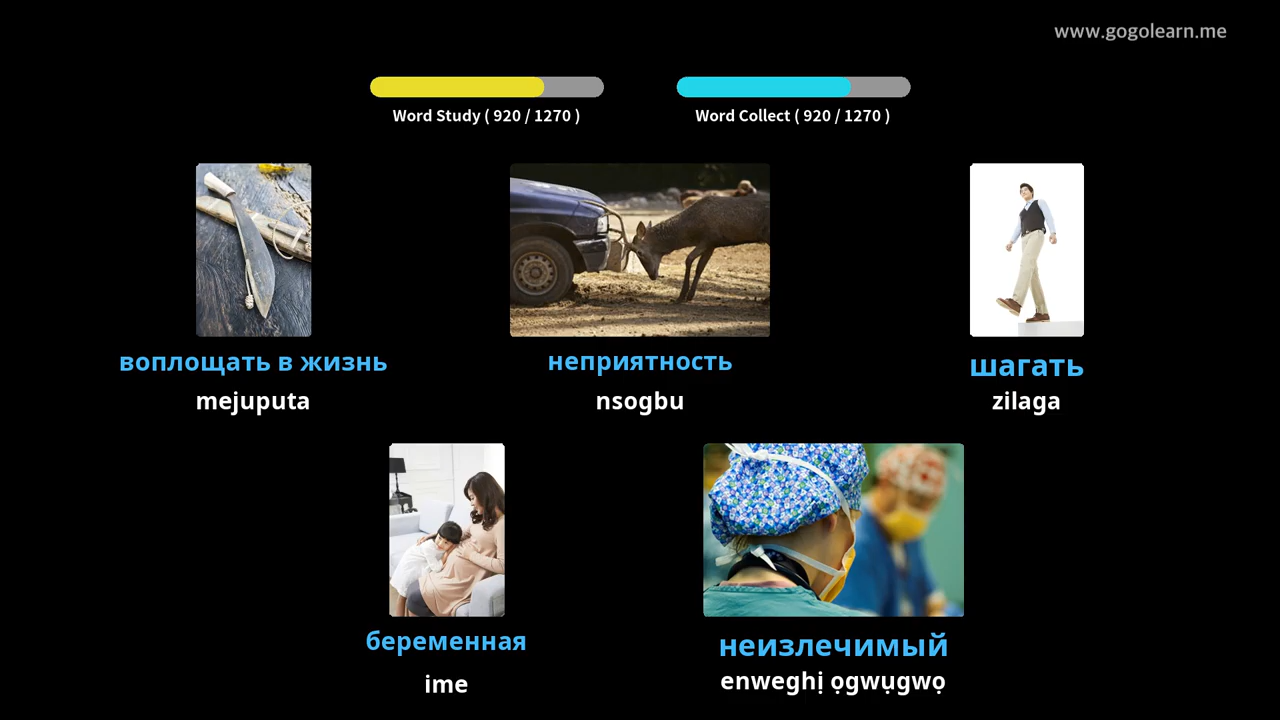 www.gogolearn.me
Word Study ( 920 / 1270 )
Word Collect ( 920 / 1270 )
воплощать в жизнь
mejuputa
неприятность
nsogbu
шагать
zilaga
беременная
ime
неизлечимый
enweghị ọgwụgwọ